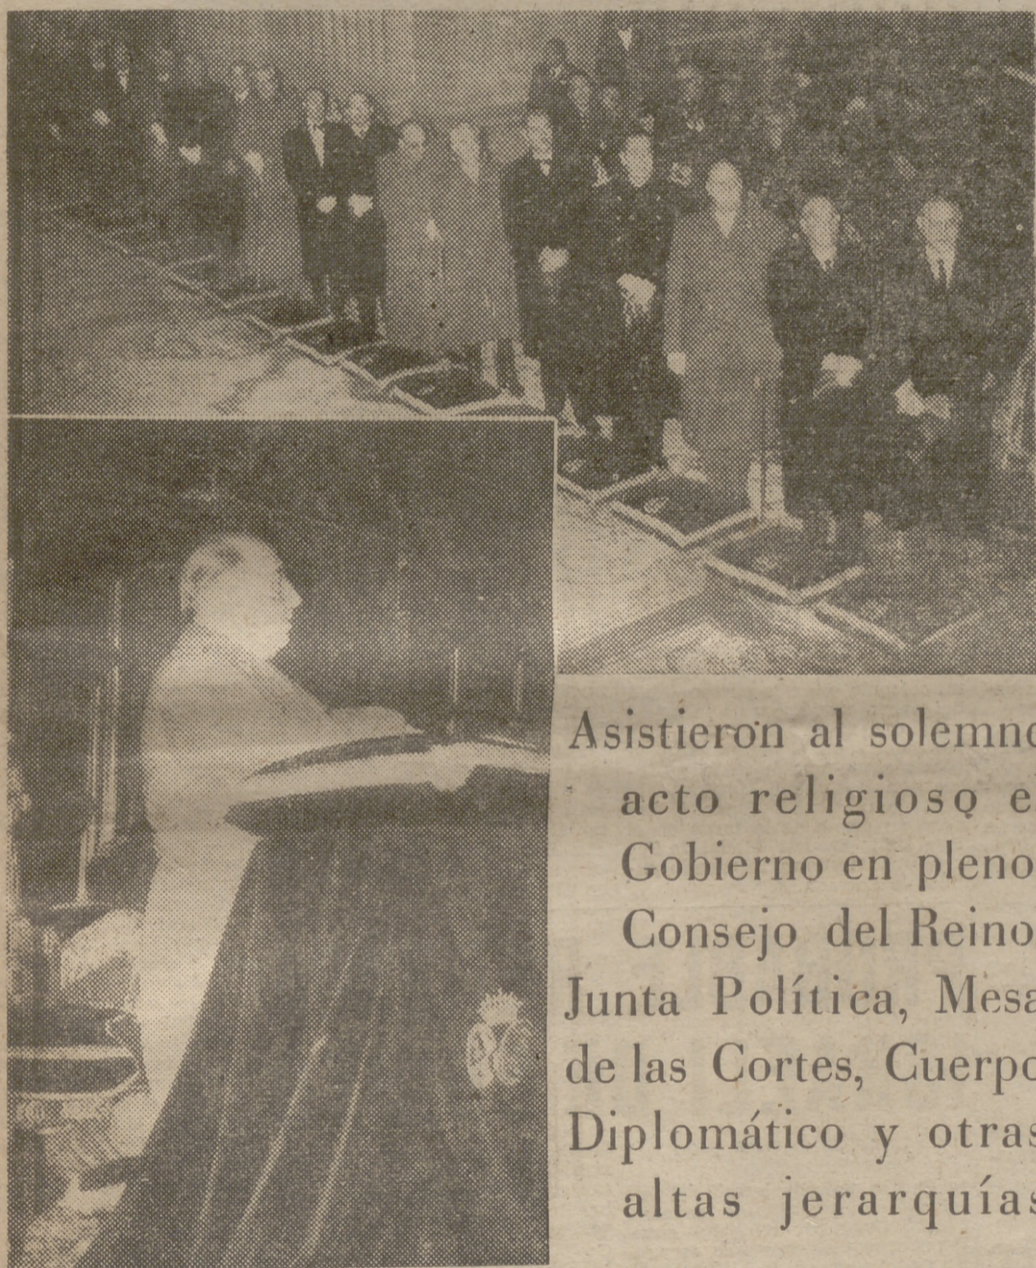 Asistieron al solemne
acto religioso e
Gobierno en pleno
Consejo del Reino
Junta Política, Mesa
de las Cortes, Cuerpo
Diplomático y otras
altas jerarquías